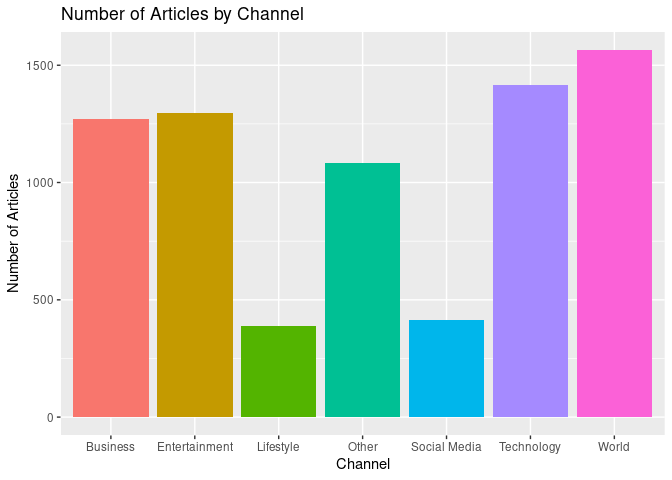 Number of Articles by Channel
Number of Articles
1500
1000
500
0
Business Entertainment Lifestyle Other Social Media Technology World
Channel